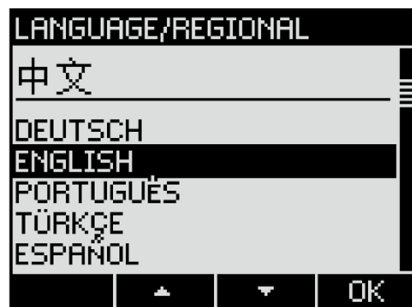 LANGUAGE/REGIONAL
中文
DEUTSCH
ENGLISH
PORTUGUÊS
TÜRKÇE
ESPAÑOL
OK